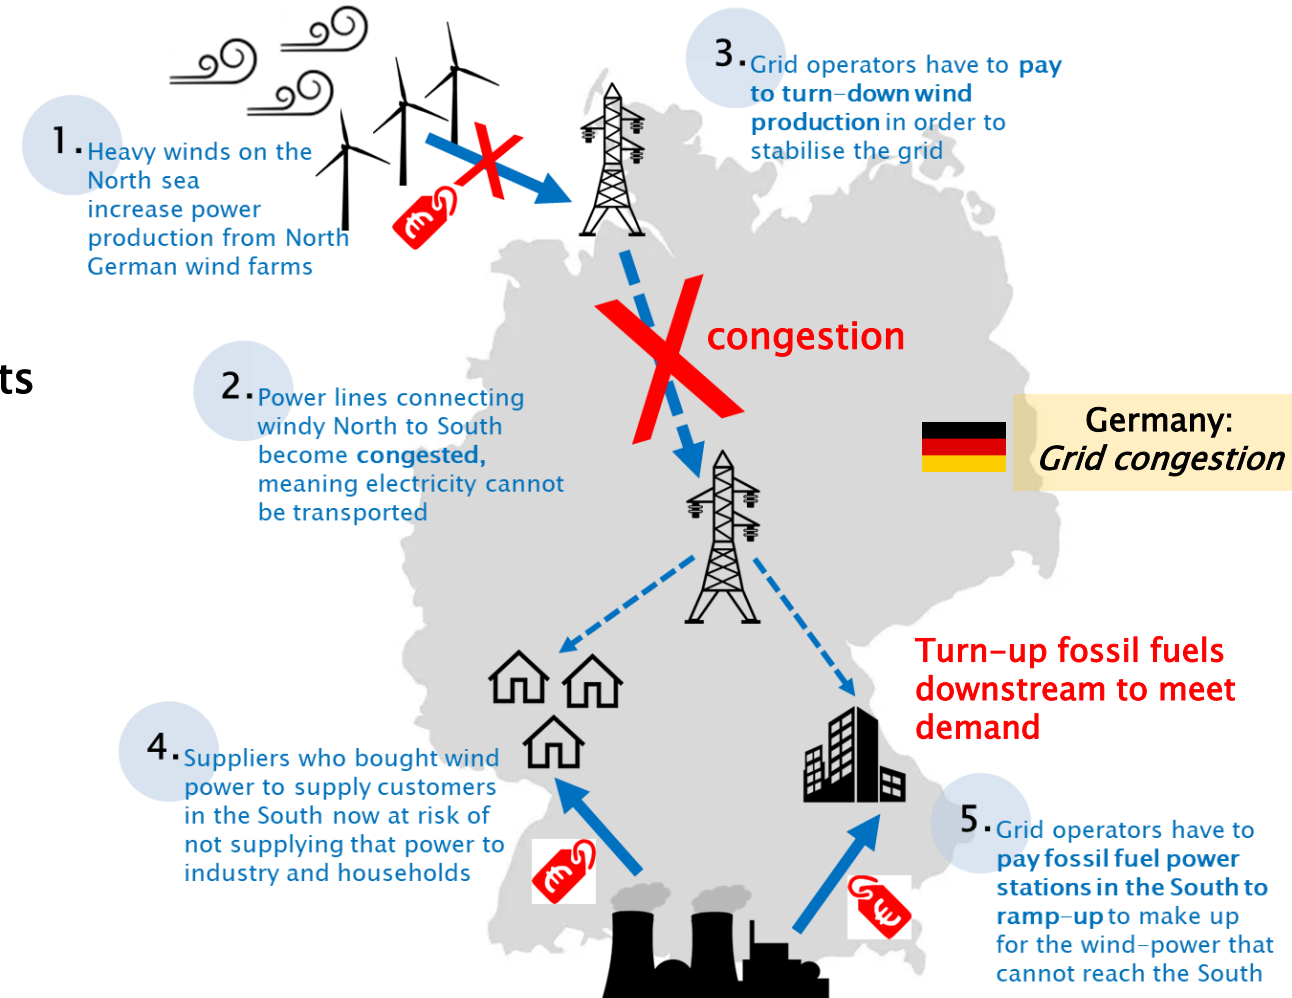 1. Heavy winds on the
North sea
increase power
production from North
German wind farms
3. Grid operators have to pay
to turn-down wind
production in order to
stabilise the grid
congestion
ts
2. Power lines connecting
windy North to South
become congested,
meaning electricity cannot
be transported
Germany:
Grid congestion
Turn-up fossil fuels
downstream to meet
demand
4. Suppliers who bought wind
power to supply customers
in the South now at risk of
not supplying that power to
industry and households
5. Grid operators have to
pay fossil fuel power
stations in the South to
ramp-up to make up
for the wind-power that
cannot reach the South
€
€
€